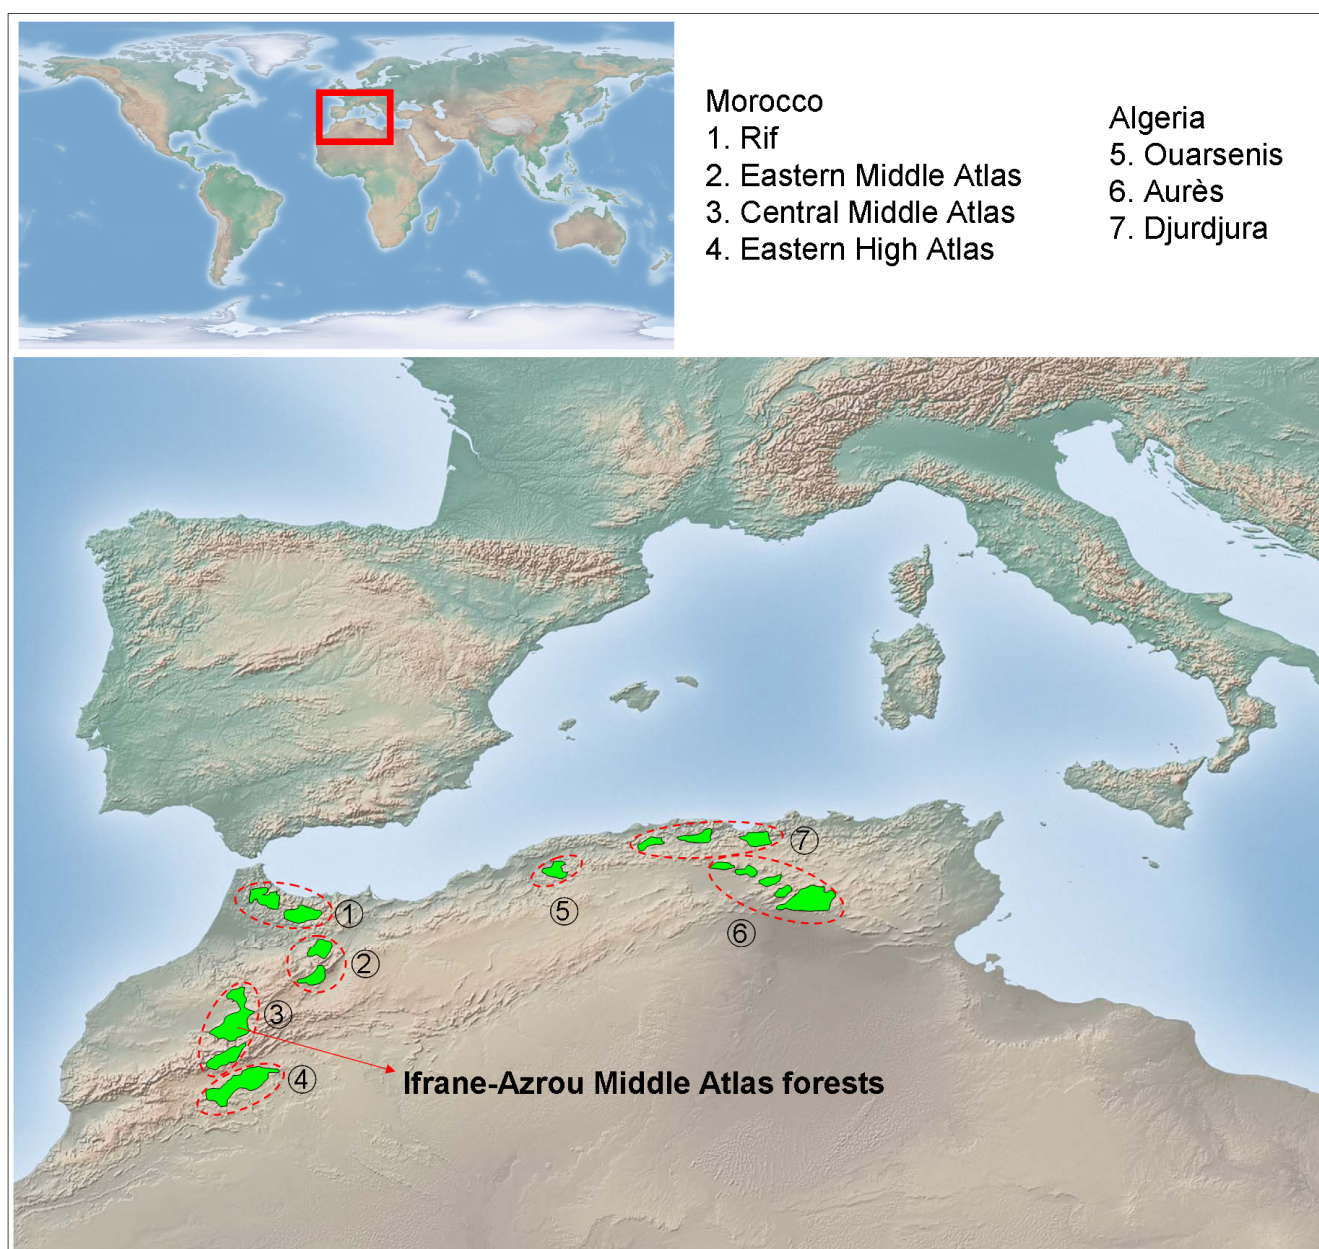 Morocco
1. Rif
2. Eastern Middle Atlas
3. Central Middle Atlas
4. Eastern High Atlas
Algeria
5. Ouarsenis
6. Aurès
7. Djurdjura
7
5
1
6
2
3
4
Ifrane-Azrou Middle Atlas forests